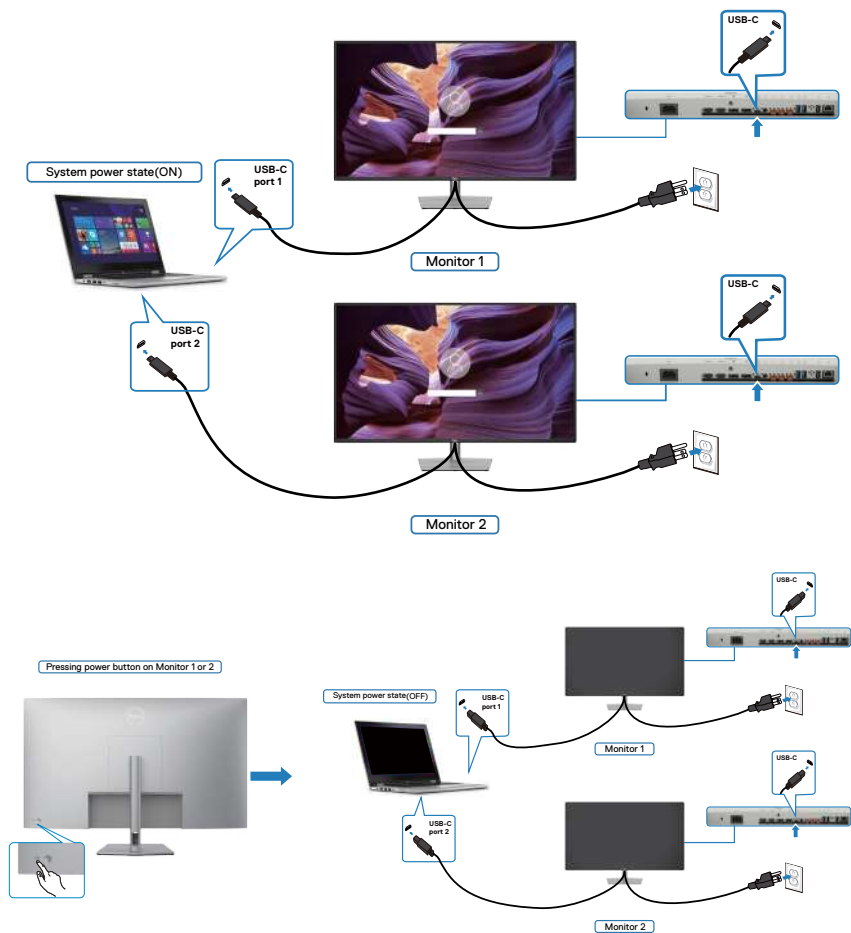 USB-C
USB-C
port 1
System power state(ON)
Monitor 1
USB-C
USB-C
port 2
Monitor 2
USB-C
Pressing power button on Monitor 1 or 2
System power state(OFF)
USB-C
port 1
Monitor 1
USB-C
USB-C
port 2
Monitor 2